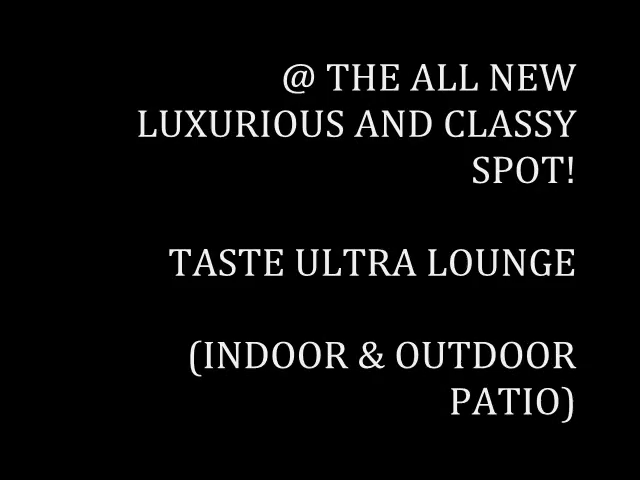 @ THE ALL NEW
LUXURIOUS AND CLASSY
SPOT!
TASTE ULTRA LOUNGE
(INDOOR & OUTDOOR
PATIO)